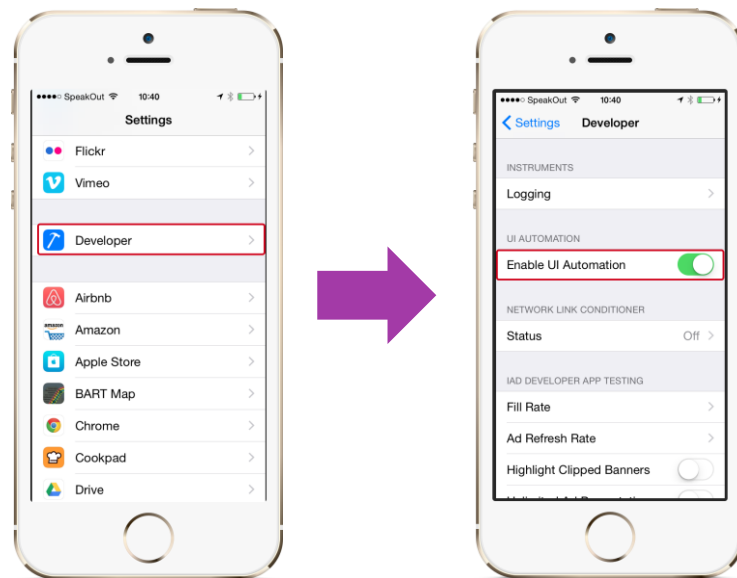 SpeakOut 10:40
Settings
Flickr
Vimeo
Developer
Airbnb
amazon
Amazon
Apple Store
BART Map
Chrome
Cookpad
Drive
SpeakOut 10:40
Settings Developer
INSTRUMENTS
Logging
UI AUTOMATION
Enable UI Automation
NETWORK LINK CONDITIONER
Status Off
IAD DEVELOPER APP TESTING
Fill Rate
Ad Refresh Rate
Highlight Clipped Banners